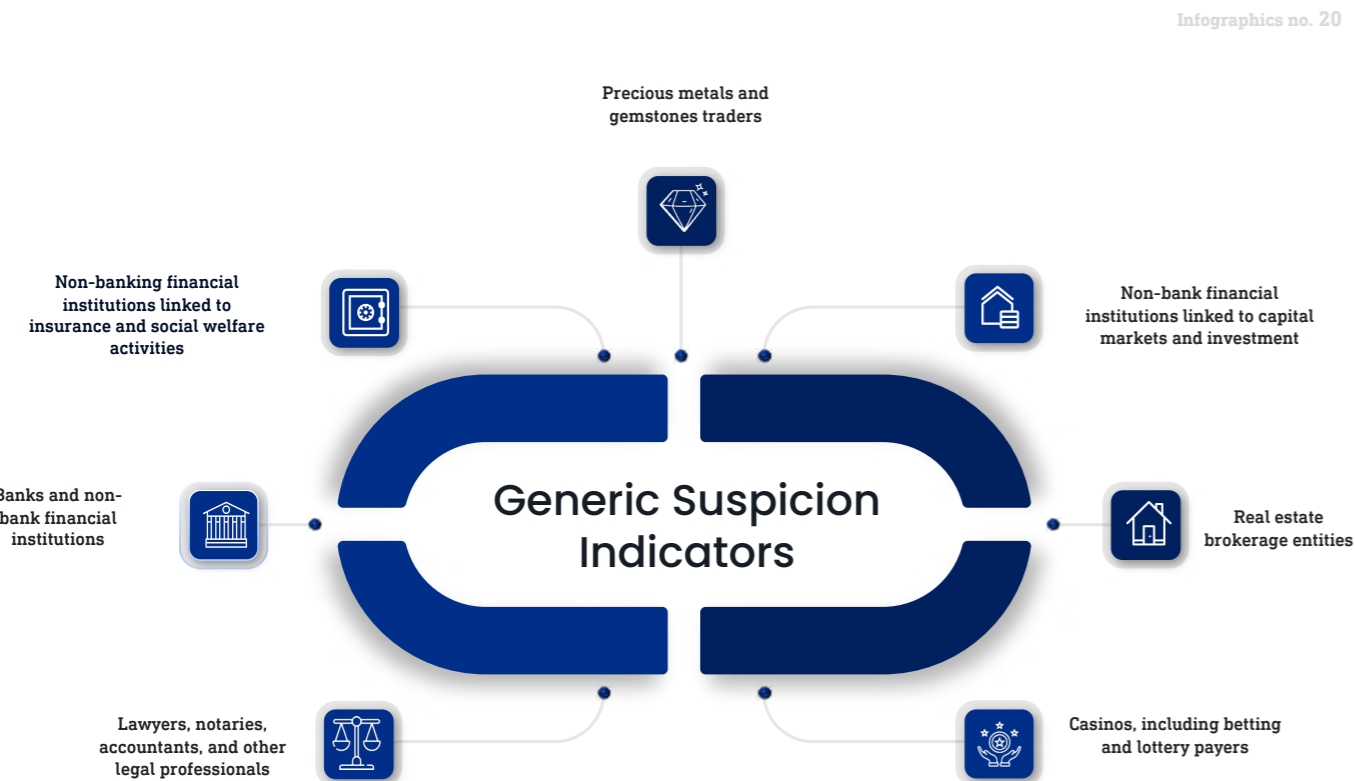 Infographics no. 20
Precious metals and
gemstones traders
Non-banking financial
institutions linked to
insurance and social welfare
activities
Non-bank financial
institutions linked to capital
markets and investment
Banks and non-
bank financial
institutions
Generic Suspicion
Indicators
Real estate
brokerage entities
Lawyers, notaries,
accountants, and other
legal professionals
Casinos, including betting
and lottery payers